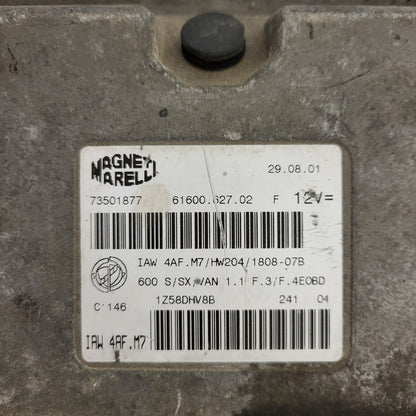 MAGNETI MARELLI 29.08.01
73501877 61600.627.02 F 12V=
IAW 4AF.M7/HW204/1808-07B
600 S/SX/VAN 1.1 F.3/F.4EOBD
C 146 1Z58DHV8B 241 04
IAW 4AF.M7